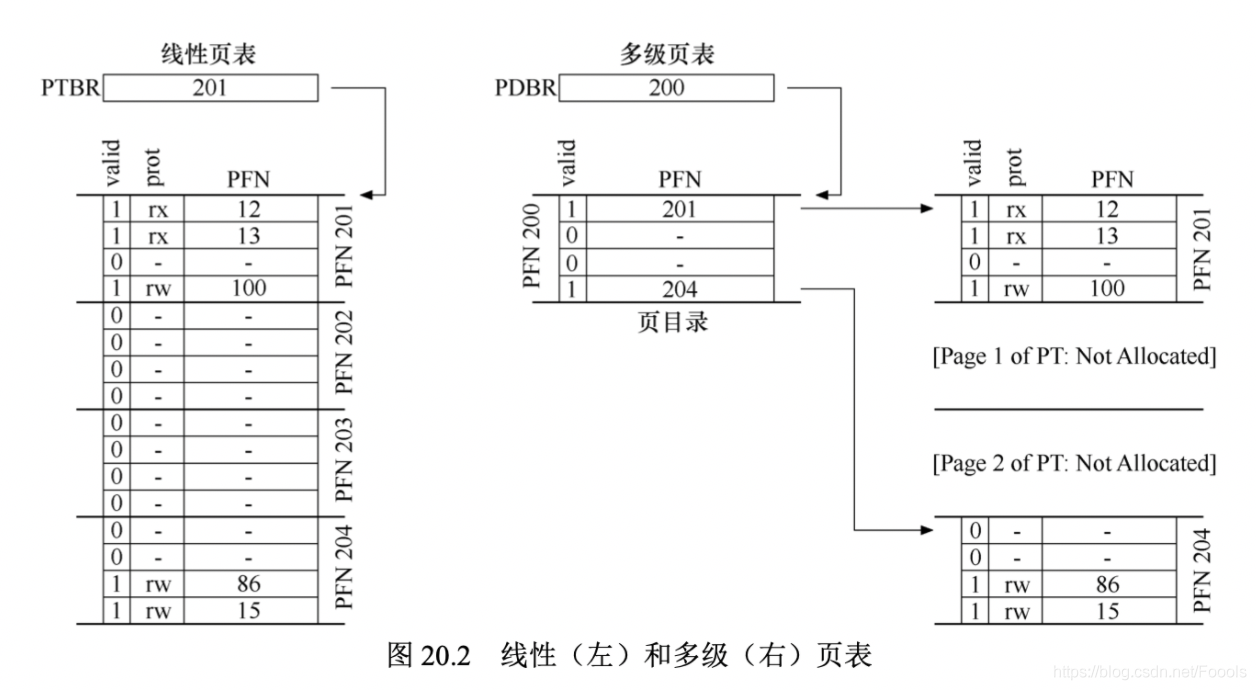 线性页表
PTBR 201
valid prot PFN
1 rx 12
1 rx 13
0 - -
1 rw 100
PFN 201
0 - -
0 - -
0 - -
0 - -
PFN 202
0 - -
0 - -
0 - -
0 - -
PFN 203
0 - -
0 - -
1 rw 86
1 rw 15
PFN 204
多级页表
PDBR 200
valid PFN
PFN 200
1 201
0 -
0 -
1 204
页目录
valid prot PFN
1 rx 12
1 rx 13
0 - -
1 rw 100
PFN 201
[Page 1 of PT: Not Allocated]
[Page 2 of PT: Not Allocated]
0 - -
0 - -
1 rw 86
1 rw 15
PFN 204
图 20.2 线性（左）和多级（右）页表
https://blog.csdn.net/Foools